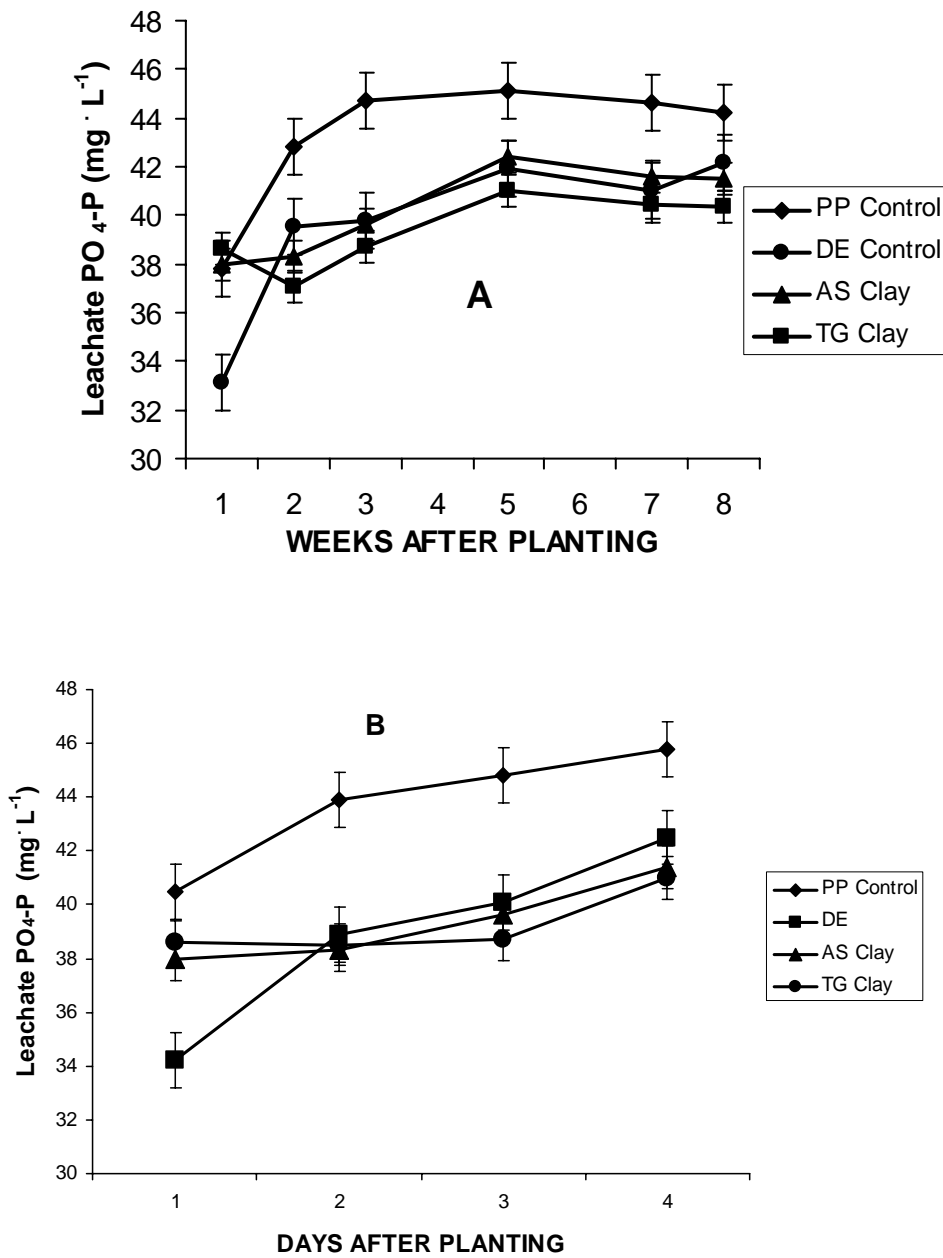 48
46
44
42
40
38
36
34
32
30
Leachate PO4-P (mg · L-1)
A
PP Control
DE Control
AS Clay
TG Clay
1 2 3 4 5 6 7 8
WEEKS AFTER PLANTING
48
46
44
42
40
38
36
34
32
30
Leachate PO4-P (mg · L-1)
B
PP Control
DE
AS Clay
TG Clay
1 2 3 4
DAYS AFTER PLANTING